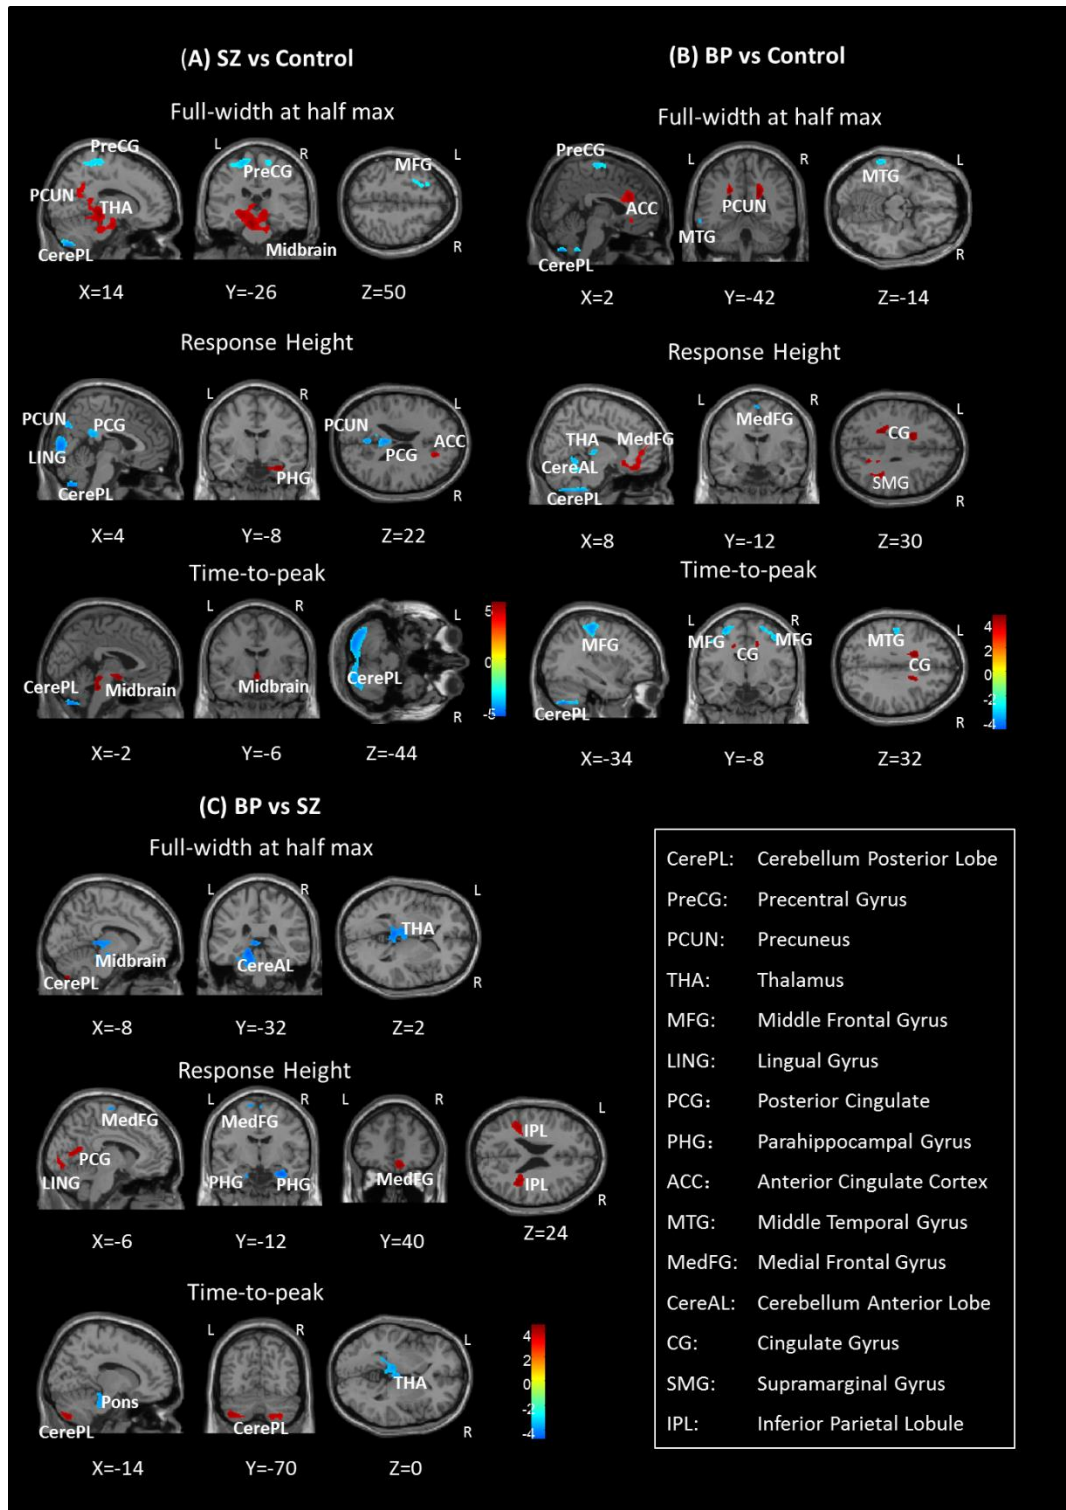 (A) SZ vs Control
Full-width at half max
L R L
PreCG PreCG MFG
PCUN THA
CerePL Midbrain R
X=14 Y=-26 Z=50
Response Height
L R L
PCUN PCG PCUN ACC
LING PHG PCG
CerePL R
X=4 Y=-8 Z=22
Time-to-peak
L R L
CerePL Midbrain Midbrain CerePL
R
5
0
-5
X=-2 Y=-6 Z=-44
(B) BP vs Control
Full-width at half max
L R L
PreCG MTG
ACC PCUN
CerePL MTG R
X=2 Y=-42 Z=-14
Response Height
L R L
THA MedFG MedFG CG
CereAL SMG
CerePL R
X=8 Y=-12 Z=30
Time-to-peak
L R L
MFG MFG MFG MTG
CG CG
CerePL R
4
2
0
-2
-4
X=-34 Y=-8 Z=32
(C) BP vs SZ
Full-width at half max
L R L
THA
Midbrain CereAL
CerePL R
X=-8 Y=-32 Z=2
Response Height
L R L R L
MedFG MedFG IPL
PCG
LING PHG PHG MedFG IPL
R
X=-6 Y=-12 Y=40 Z=24
Time-to-peak
L R L
THA
Pons
CerePL CerePL R
4
2
0
-2
-4
X=-14 Y=-70 Z=0
CerePL: Cerebellum Posterior Lobe
PreCG: Precentral Gyrus
PCUN: Precuneus
THA: Thalamus
MFG: Middle Frontal Gyrus
LING: Lingual Gyrus
PCG: Posterior Cingulate
PHG: Parahippocampal Gyrus
ACC: Anterior Cingulate Cortex
MTG: Middle Temporal Gyrus
MedFG: Medial Frontal Gyrus
CereAL: Cerebellum Anterior Lobe
CG: Cingulate Gyrus
SMG: Supramarginal Gyrus
IPL: Inferior Parietal Lobule